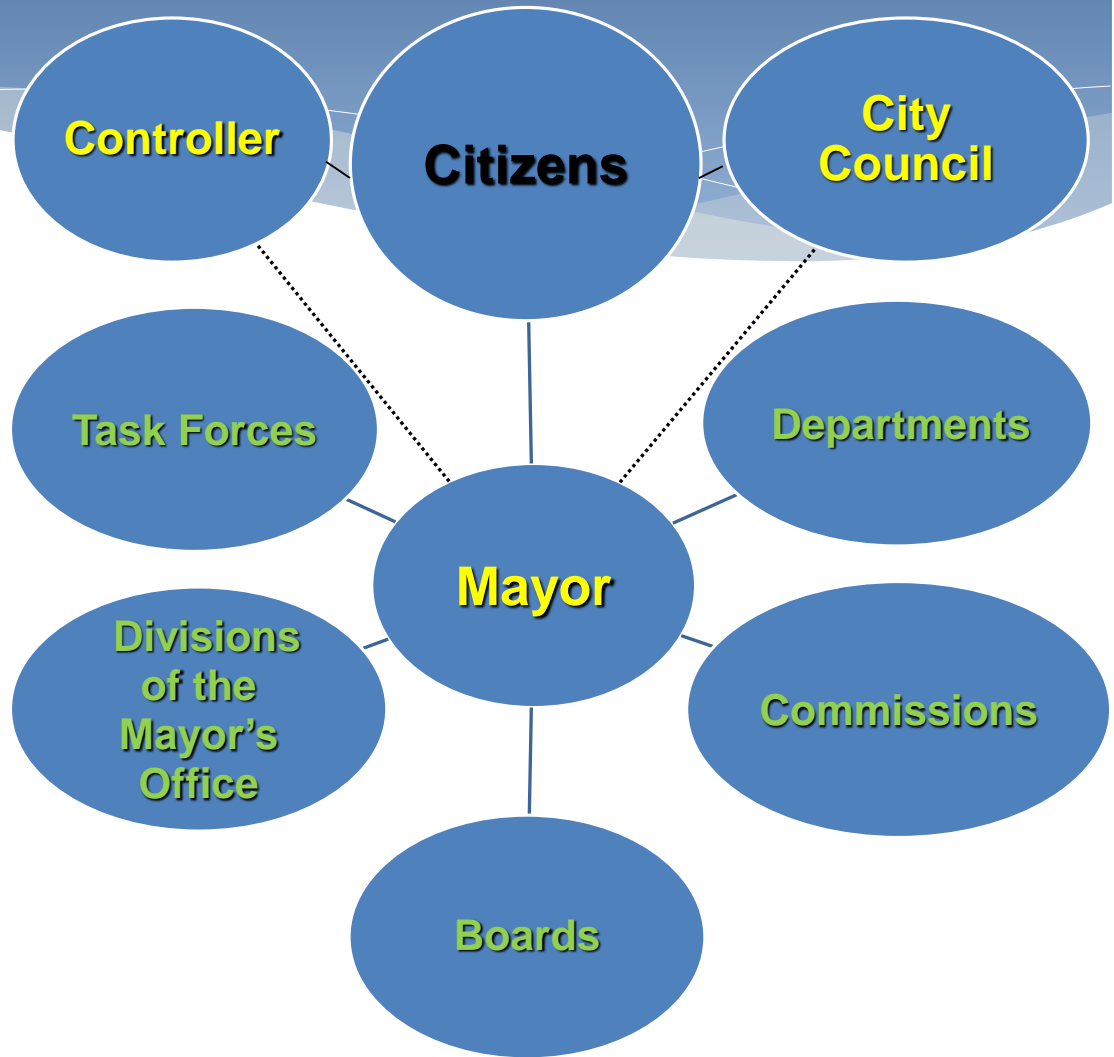 Controller
Citizens
City
Council
Task Forces
Departments
Mayor
Divisions
of the
Mayor’s
Office
Commissions
Boards